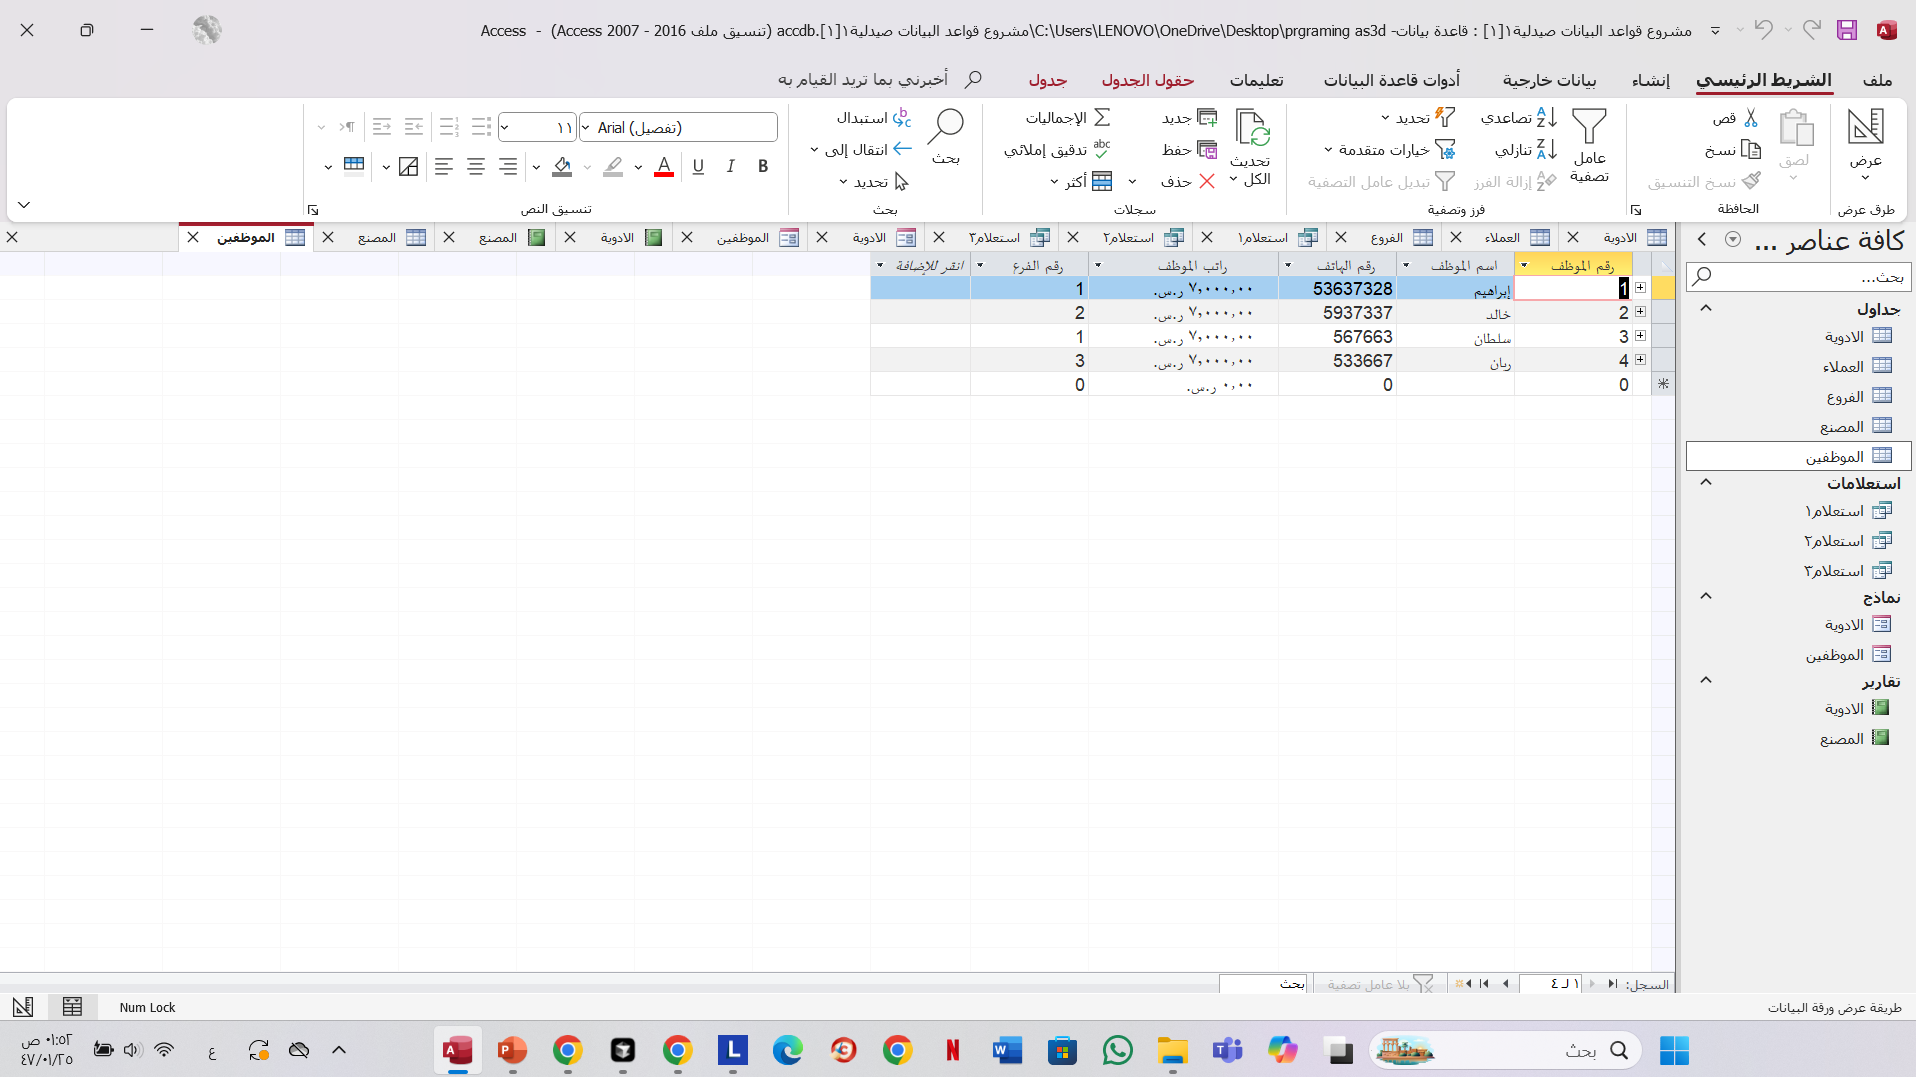 مشروع قواعد البيانات صيدلية١[١] : قاعدة بيانات- C:\Users\LENOVO\OneDrive\Desktop\prgraming as3d\مشروع قواعد البيانات صيدلية١[١].accdb (تنسيق ملف Access 2007 - 2016) - Access
ملف الشريط الرئيسي إنشاء بيانات خارجية أدوات قاعدة البيانات تعليمات حقول الجدول جدول أخبرني بما تريد القيام به
عرض
طرق عرض
لصق
قص
نسخ
نسخ التنسيق
الحافظة
عامل تصفية
تصاعدي
تنازلي
إزالة الفرز
تحديد
خيارات متقدمة
تبديل عامل التصفية
فرز وتصفية
تحديث الكل
جديد
حفظ
حذف
الإجماليات
تدقيق إملائي
أكثر
سجلات
بحث
استبدال
انتقال إلى
تحديد
بحث
Arial (تفصيل) ١١
B I U A
تنسيق النص
كافة عناصر ...
بحث...
جداول
الادوية
العملاء
الفروع
المصنع
الموظفين
استعلامات
استعلام١
استعلام٢
استعلام٣
نماذج
الادوية
الموظفين
تقارير
الادوية
المصنع
الادوية العملاء الفروع استعلام١ استعلام٢ استعلام٣ الادوية الموظفين الادوية المصنع المصنع الموظفين
رقم الموظف اسم الموظف رقم الهاتف راتب الموظف رقم الفرع انقر للإضافة
1 إبراهيم 53637328 ٧,٠٠٠,٠٠ ر.س. 1
2 خالد 5937337 ٧,٠٠٠,٠٠ ر.س. 2
3 سلطان 567663 ٧,٠٠٠,٠٠ ر.س. 1
4 ريان 533667 ٧,٠٠٠,٠٠ ر.س. 3
0 0 ٠,٠٠ ر.س. 0
السجل: ١ لـ ٤ بلا عامل تصفية بحث
طريقة عرض ورقة البيانات Num Lock
بحث
ع
٠١:٥٢ ص
٤٧/٠١/٢٥